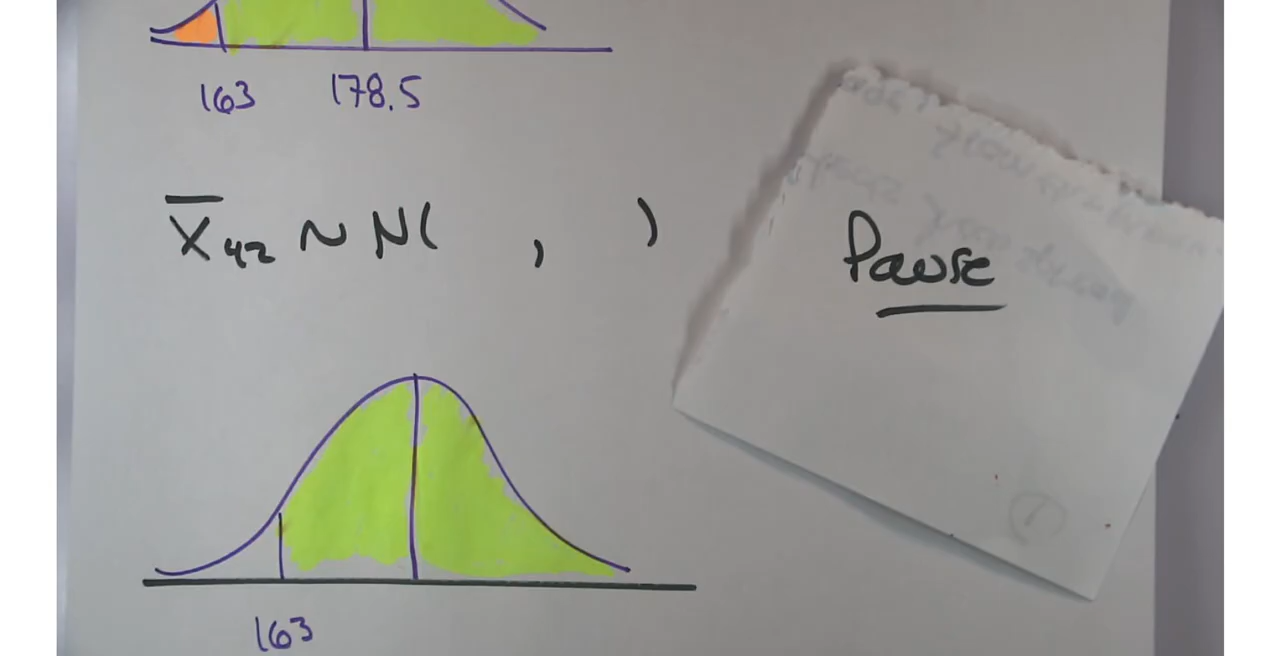 163 178.5
X̄42 ~ N( , )
Pause
163